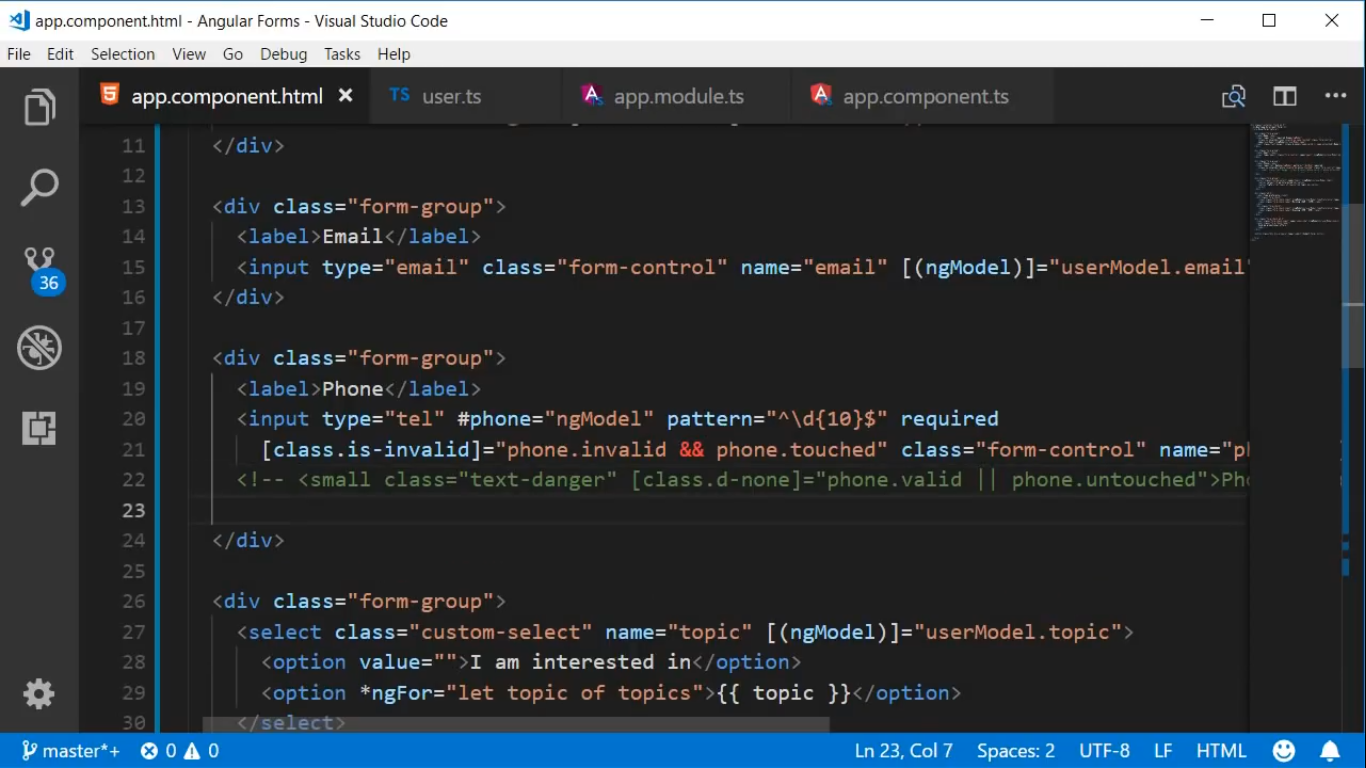 app.component.html - Angular Forms - Visual Studio Code
File Edit Selection View Go Debug Tasks Help
app.component.html TS user.ts app.module.ts app.component.ts
11 </div>
12
13 <div class="form-group">
14 <label>Email</label>
15 <input type="email" class="form-control" name="email" [(ngModel)]="userModel.email"
16 </div>
17
18 <div class="form-group">
19 <label>Phone</label>
20 <input type="tel" #phone="ngModel" pattern="^\d{10}$" required
21 [class.is-invalid]="phone.invalid && phone.touched" class="form-control" name="ph
22 <!-- <small class="text-danger" [class.d-none]="phone.valid || phone.untouched">Pho
23
24 </div>
25
26 <div class="form-group">
27 <select class="custom-select" name="topic" [(ngModel)]="userModel.topic">
28 <option value="">I am interested in</option>
29 <option *ngFor="let topic of topics">{{ topic }}</option>
30 </select>
36
master*+ 0 0 Ln 23, Col 7 Spaces: 2 UTF-8 LF HTML